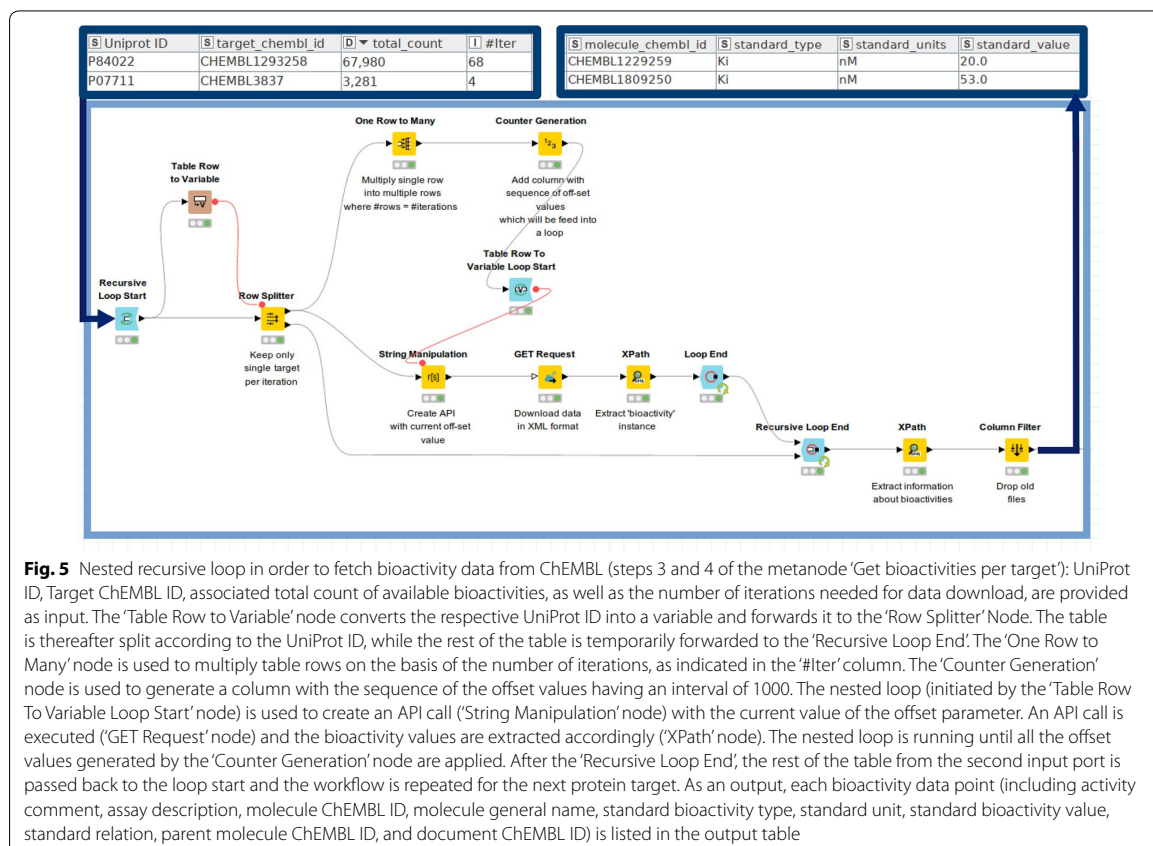 S Uniprot ID S target_chembl_id D ▼ total_count I #Iter
P84022 CHEMBL1293258 67,980 68
P07711 CHEMBL3837 3,281 4
S molecule_chembl_id S standard_type S standard_units S standard_value
CHEMBL1229259 Ki nM 20.0
CHEMBL1809250 Ki nM 53.0
One Row to Many
Multiply single row
into multiple rows
where #rows = #iterations
Counter Generation
Add column with
sequence of off-set
values
which will be feed into
a loop
Table Row
to Variable
Table Row To
Variable Loop Start
Recursive
Loop Start
Row Splitter
Keep only
single target
per iteration
String Manipulation
Create API
with current off-set
value
GET Request
Download data
in XML format
XPath
Extract 'bioactivity'
instance
Loop End
Recursive Loop End
XPath
Extract information
about bioactivities
Column Filter
Drop old
files
Fig. 5 Nested recursive loop in order to fetch bioactivity data from ChEMBL (steps 3 and 4 of the metanode ‘Get bioactivities per target’): UniProt
ID, Target ChEMBL ID, associated total count of available bioactivities, as well as the number of iterations needed for data download, are provided
as input. The ‘Table Row to Variable’ node converts the respective UniProt ID into a variable and forwards it to the ‘Row Splitter’ Node. The table
is thereafter split according to the UniProt ID, while the rest of the table is temporarily forwarded to the ‘Recursive Loop End’. The ‘One Row to
Many’ node is used to multiply table rows on the basis of the number of iterations, as indicated in the ‘#Iter’ column. The ‘Counter Generation’
node is used to generate a column with the sequence of the offset values having an interval of 1000. The nested loop (initiated by the ‘Table Row
To Variable Loop Start’ node) is used to create an API call (‘String Manipulation’ node) with the current value of the offset parameter. An API call is
executed (‘GET Request’ node) and the bioactivity values are extracted accordingly (‘XPath’ node). The nested loop is running until all the offset
values generated by the ‘Counter Generation’ node are applied. After the ‘Recursive Loop End’, the rest of the table from the second input port is
passed back to the loop start and the workflow is repeated for the next protein target. As an output, each bioactivity data point (including activity
comment, assay description, molecule ChEMBL ID, molecule general name, standard bioactivity type, standard unit, standard bioactivity value,
standard relation, parent molecule ChEMBL ID, and document ChEMBL ID) is listed in the output table